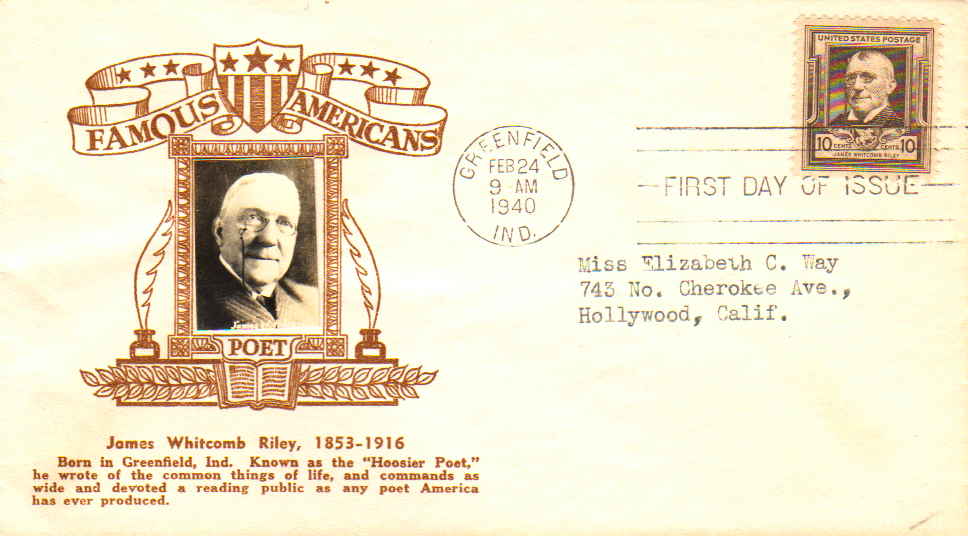 FAMOUS AMERICANS
James
POET
James Whitcomb Riley, 1853-1916
Born in Greenfield, Ind. Known as the "Hoosier Poet,"
he wrote of the common things of life, and commands as
wide and devoted a reading public as any poet America
has ever produced.
GREENFIELD
FEB 24
9 AM
1940
IND.
UNITED STATES POSTAGE
10 CENTS CENTS 10
JAMES WHITCOMB RILEY
FIRST DAY OF ISSUE
Miss Elizabeth C. Way
743 No. Cherokee Ave.,
Hollywood, Calif.